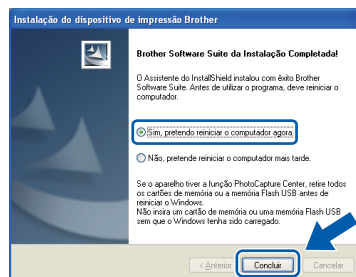 Instalação do dispositivo de impressão Brother
Brother Software Suite da Instalação Completada!
O Assistente do InstallShield instalou com êxito Brother
Software Suite. Antes de utilizar o programa, deve reiniciar o
computador.
Sim, pretendo reiniciar o computador agora.
Não, pretende reiniciar o computador mais tarde.
Se o aparelho tiver a função PhotoCapture Center, retire todos
os cartões de memória ou a memória Flash USB antes de
reiniciar o Windows.
Não insira um cartão de memória ou uma memória Flash USB
sem que o Windows tenha sido carregado.
< Anterior
Concluir
Cancelar